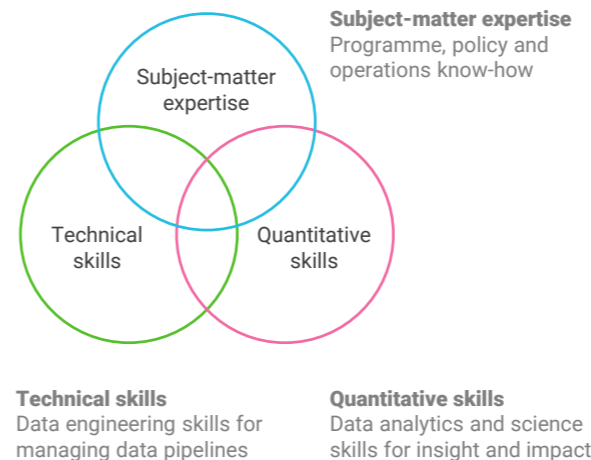 Subject-matter expertise
Programme, policy and
operations know-how
Subject-matter
expertise
Technical
skills
Quantitative
skills
Technical skills
Data engineering skills for
managing data pipelines
Quantitative skills
Data analytics and science
skills for insight and impact